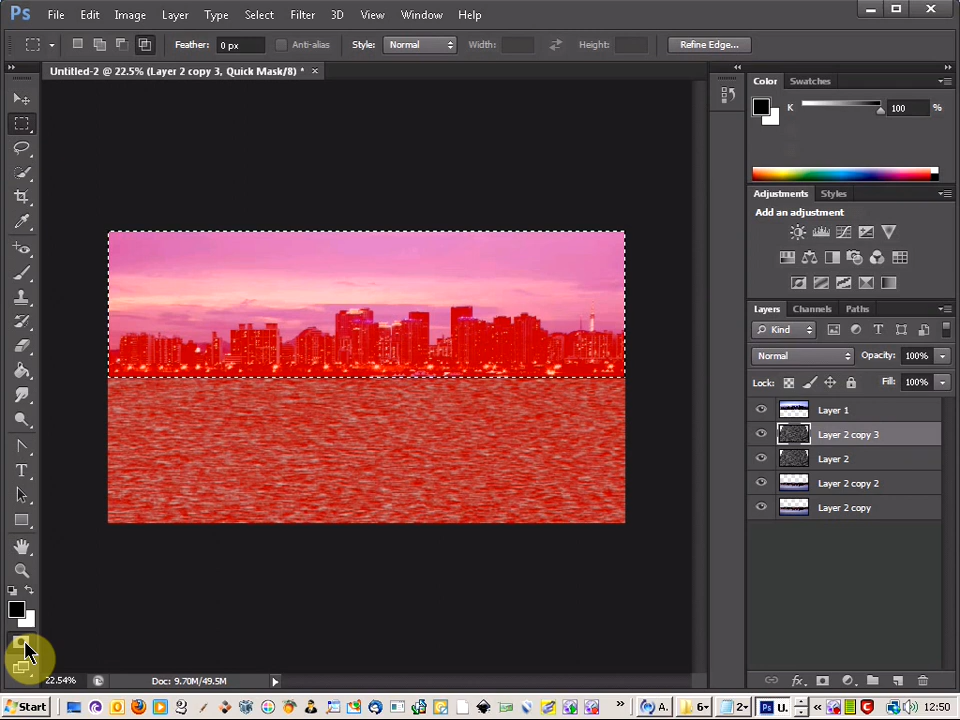 Ps File Edit Image Layer Type Select Filter 3D View Window Help
Feather: 0 px Anti-alias Style: Normal Width: Height: Refine Edge...
Untitled-2 @ 22.5% (Layer 2 copy 3, Quick Mask/8) * ×
Color Swatches
K 100 %
Adjustments Styles
Add an adjustment
Layers Channels Paths
Kind
Normal Opacity: 100%
Lock: Fill: 100%
Layer 1
Layer 2 copy 3
Layer 2
Layer 2 copy 2
Layer 2 copy
22.54% Doc: 9.70M/49.5M
Start A. 6 2 Ps U. 12:50